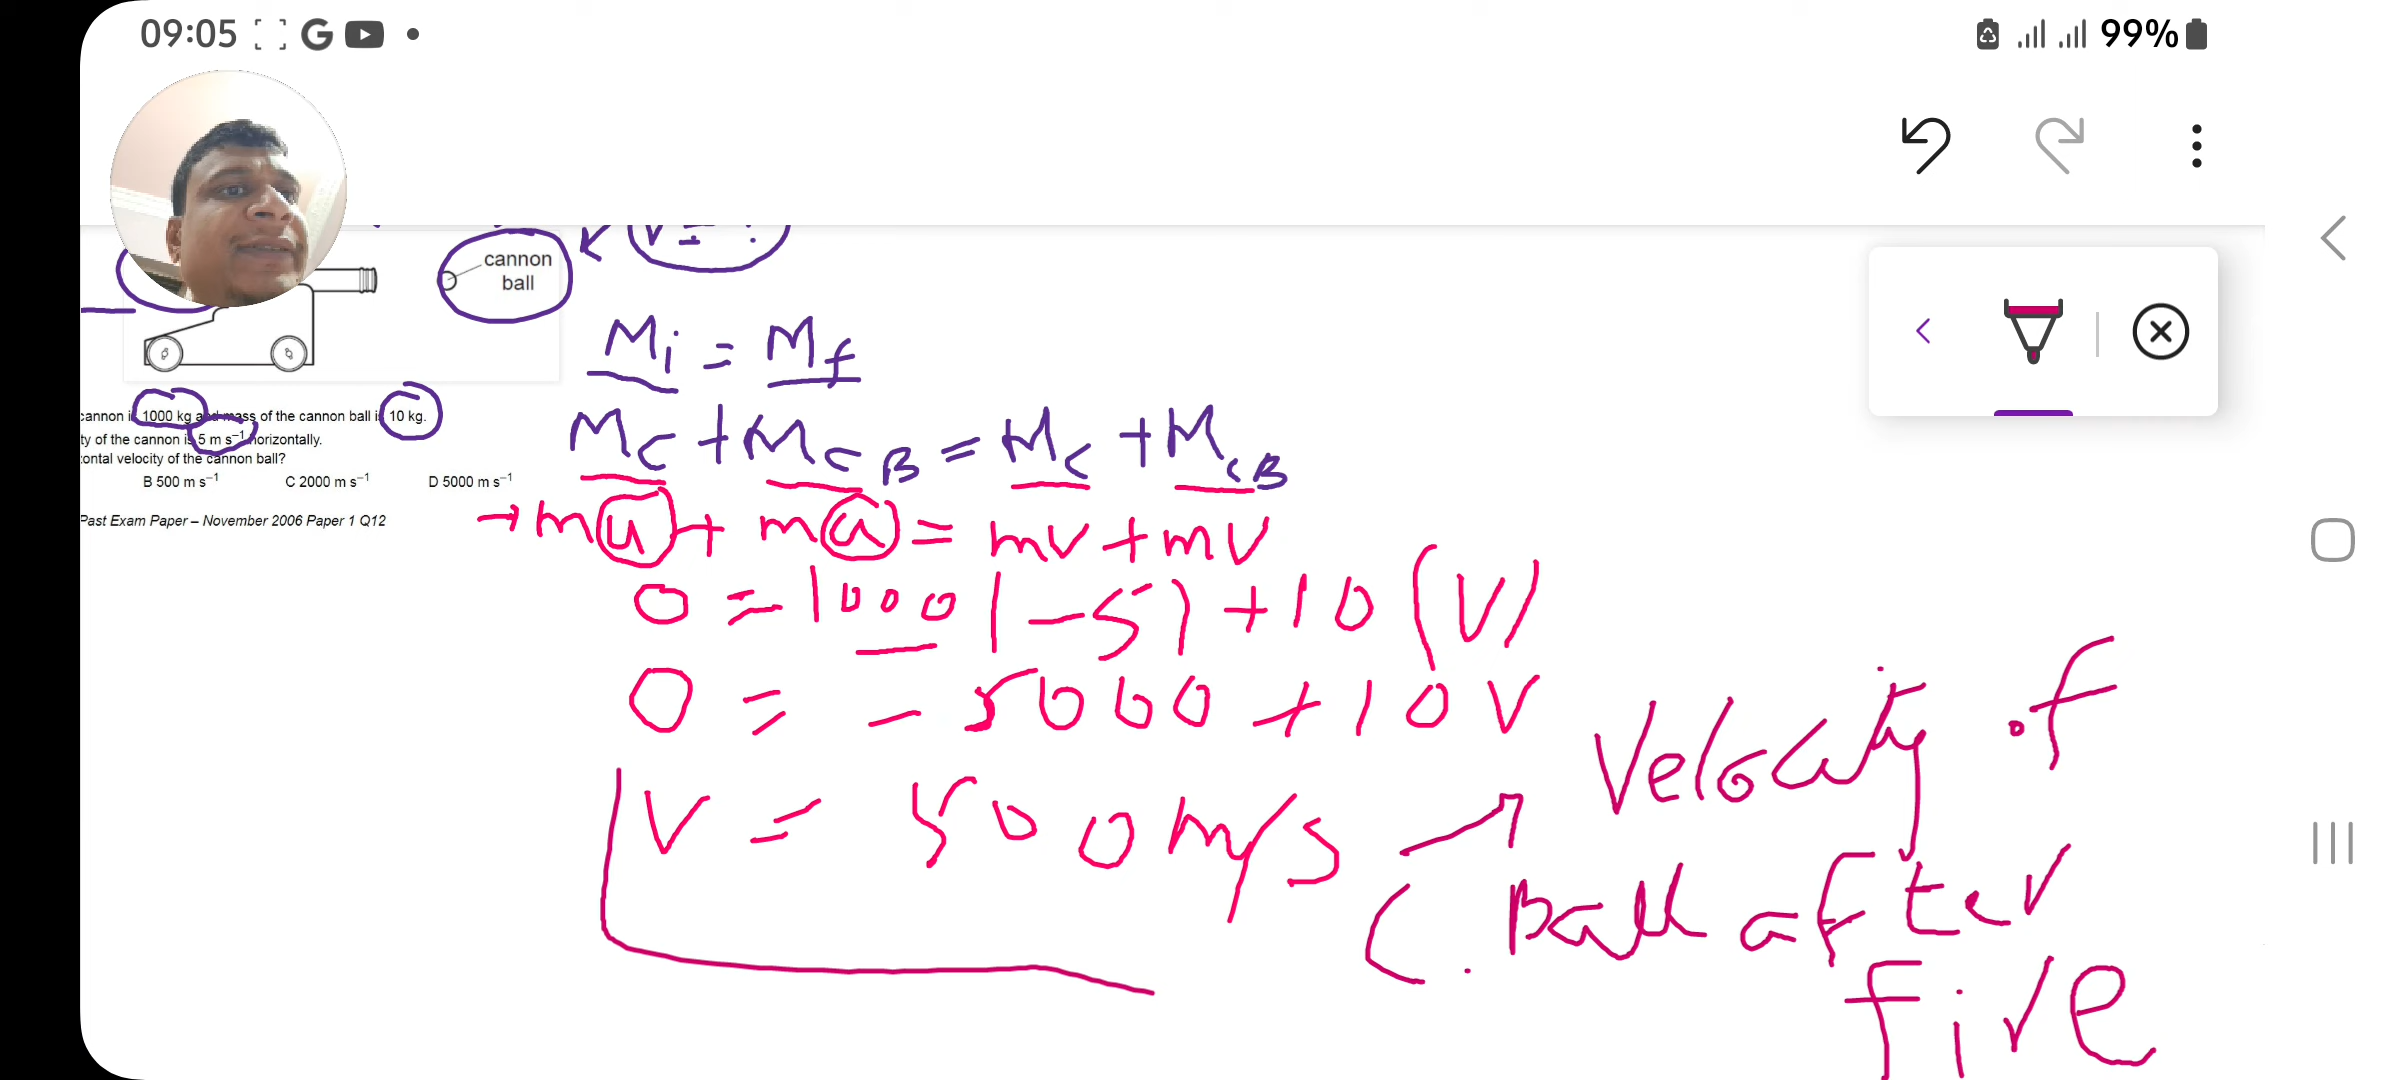 09:05 99%
V = ?
cannon
ball
Mi = Mf
cannon is 1000 kg and mass of the cannon ball is 10 kg.
ty of the cannon is 5 m s⁻¹ horizontally.
ontal velocity of the cannon ball?
B 500 m s⁻¹ C 2000 m s⁻¹ D 5000 m s⁻¹
Past Exam Paper – November 2006 Paper 1 Q12
MC + MCB = MC + MCB
→ mu + mu = mv + mv
0 = 1000 (-5) + 10 (V)
0 = - 5000 + 10 V
V = 500 m/s → Velocity of
C. Ball after
fire